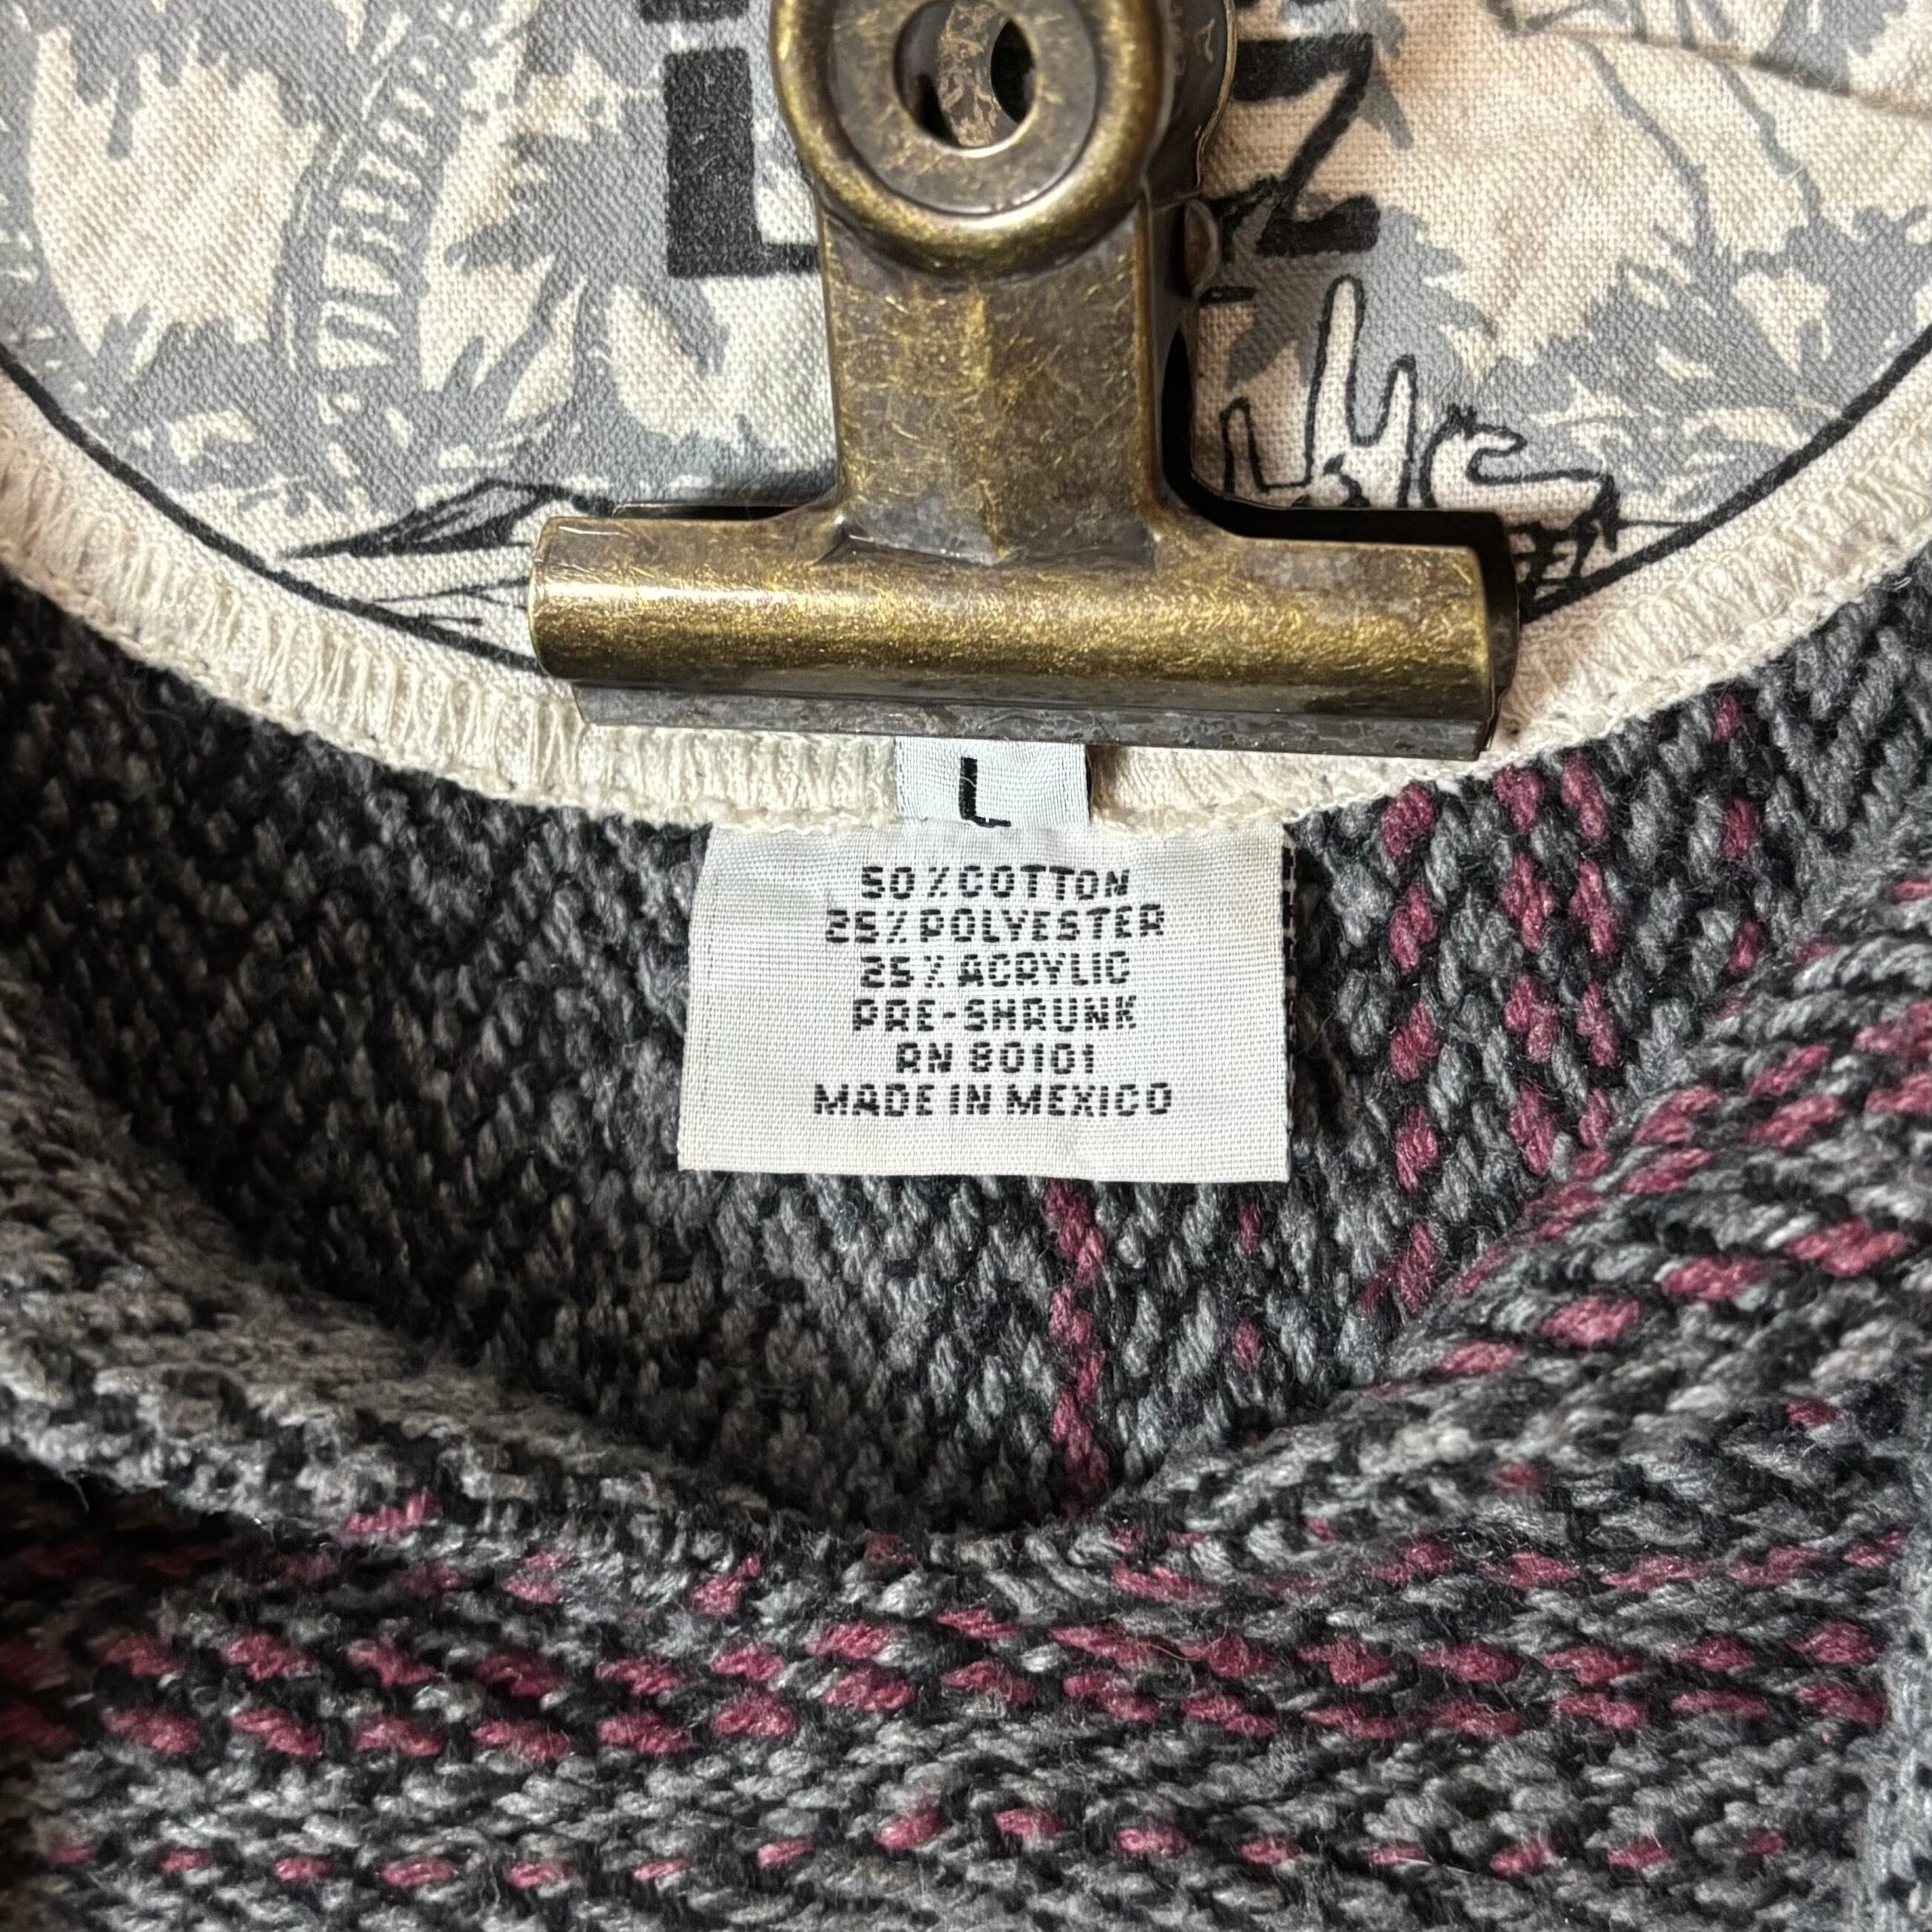 L
50% COTTON
25% POLYESTER
25% ACRYLIC
PRE-SHRUNK
RN 80101
MADE IN MEXICO